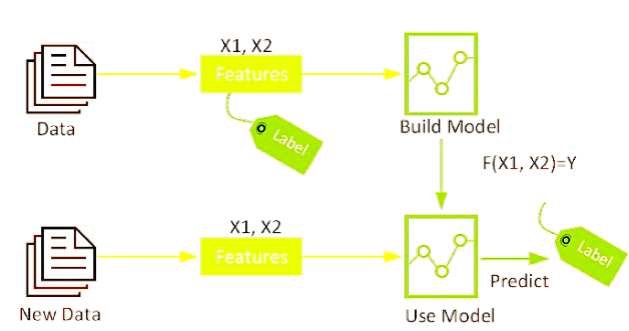 X1, X2
Features
Label
Data
Build Model
F(X1, X2)=Y
X1, X2
Features
Label
Predict
New Data
Use Model